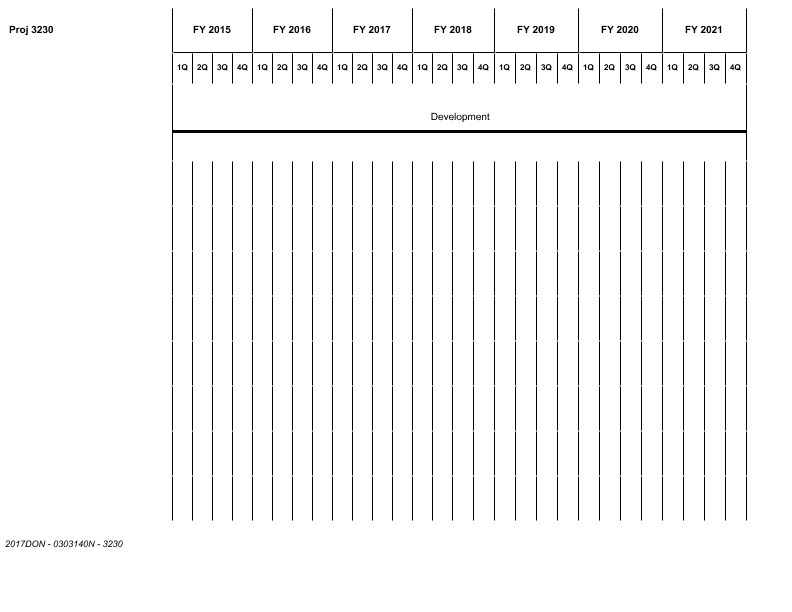 Proj 3230 FY 2015 FY 2016 FY 2017 FY 2018 FY 2019 FY 2020 FY 2021
1Q 2Q 3Q 4Q 1Q 2Q 3Q 4Q 1Q 2Q 3Q 4Q 1Q 2Q 3Q 4Q 1Q 2Q 3Q 4Q 1Q 2Q 3Q 4Q 1Q 2Q 3Q 4Q
Development
2017DON - 0303140N - 3230